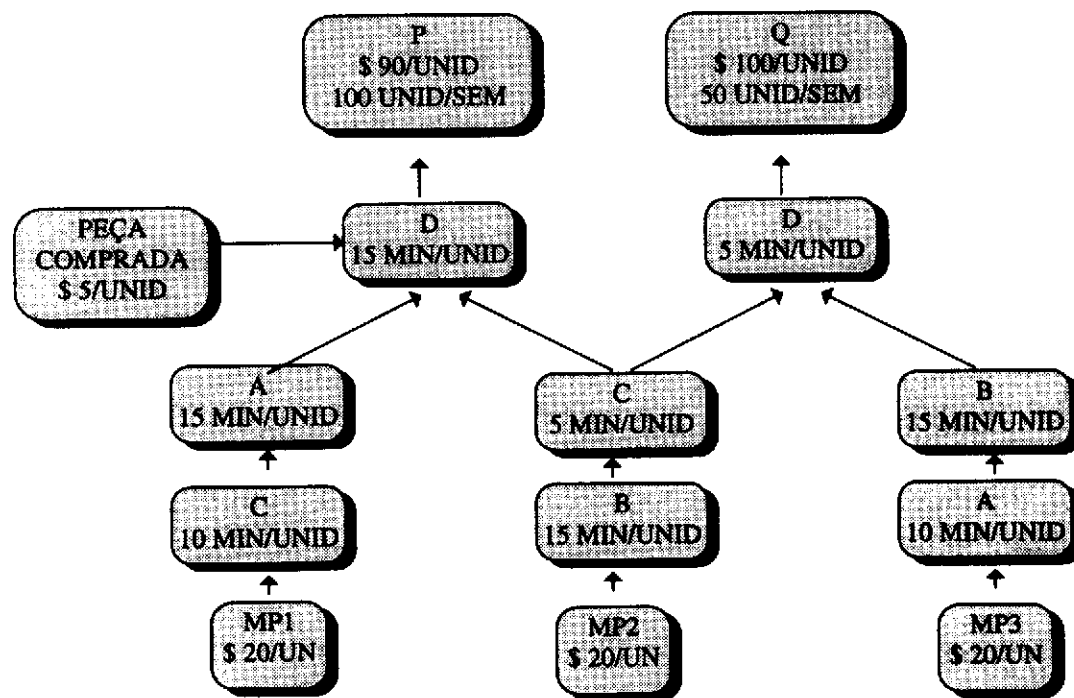 P
$ 90/UNID
100 UNID/SEM
Q
$ 100/UNID
50 UNID/SEM
PEÇA
COMPRADA
$ 5/UNID
D
15 MIN/UNID
D
5 MIN/UNID
A
15 MIN/UNID
C
5 MIN/UNID
B
15 MIN/UNID
C
10 MIN/UNID
B
15 MIN/UNID
A
10 MIN/UNID
MP1
$ 20/UN
MP2
$ 20/UN
MP3
$ 20/UN